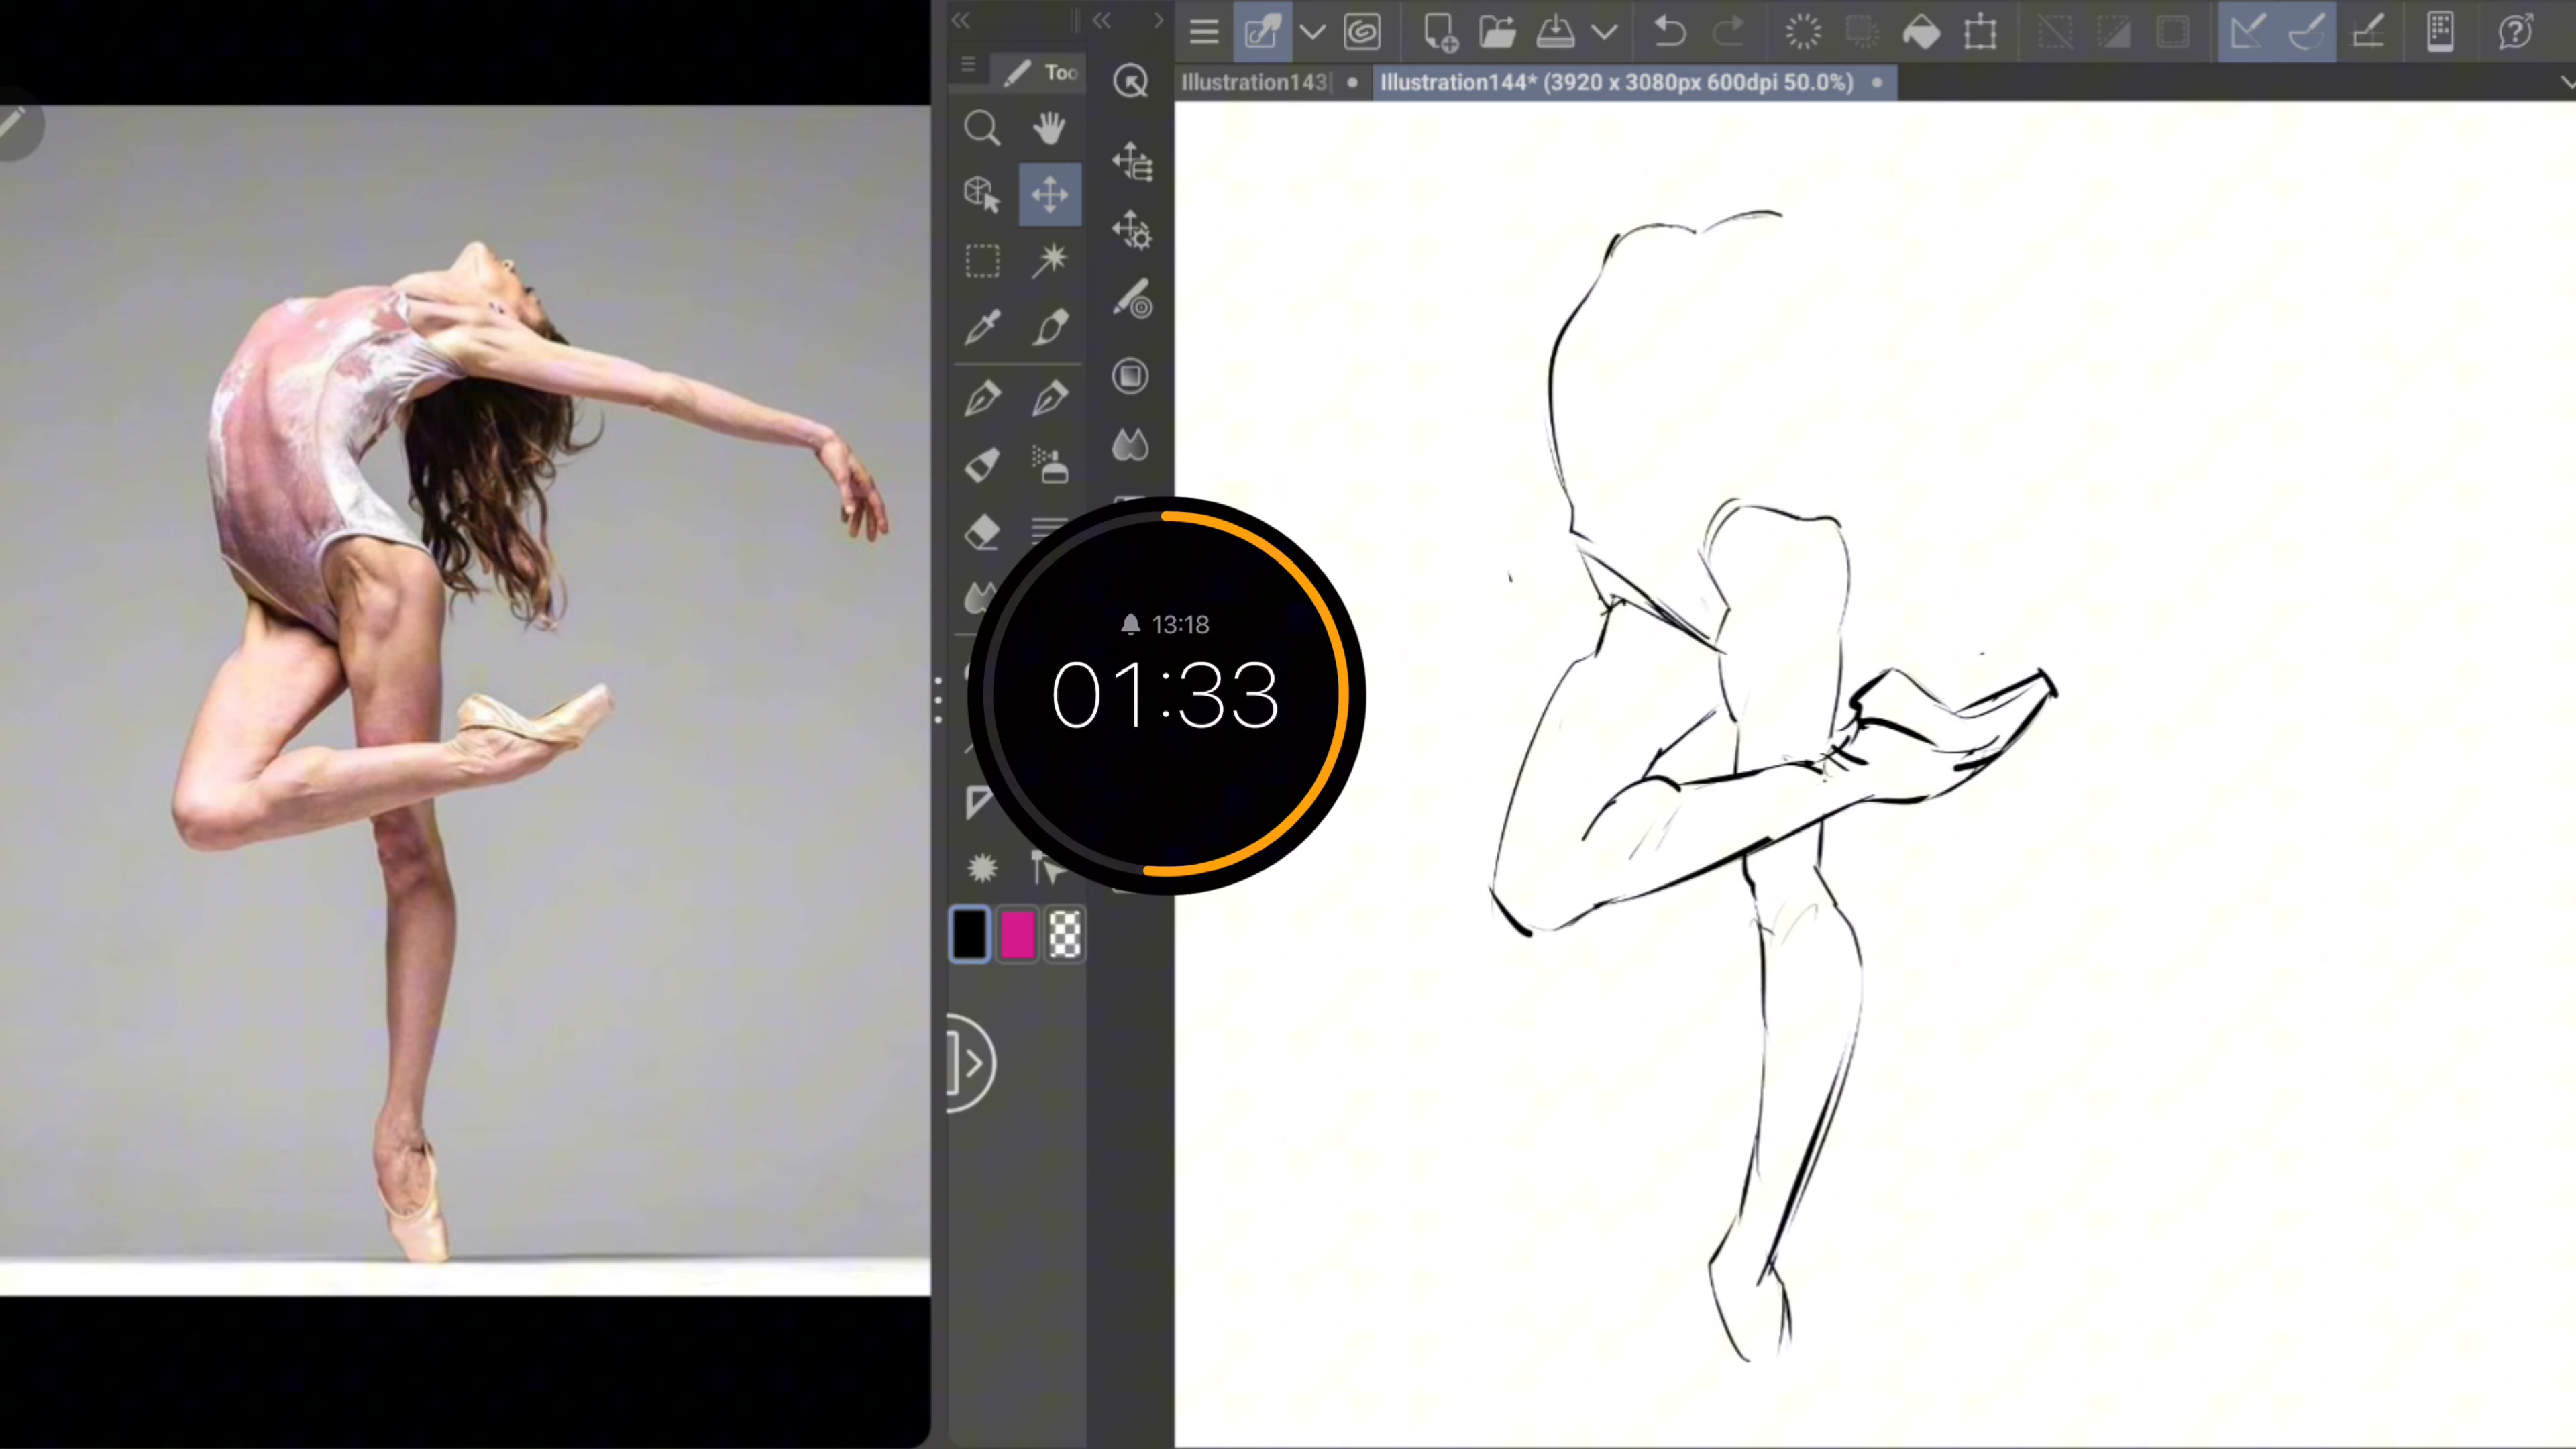 Too
Illustration143
Illustration144* (3920 x 3080px 600dpi 50.0%)
13:18
01:33